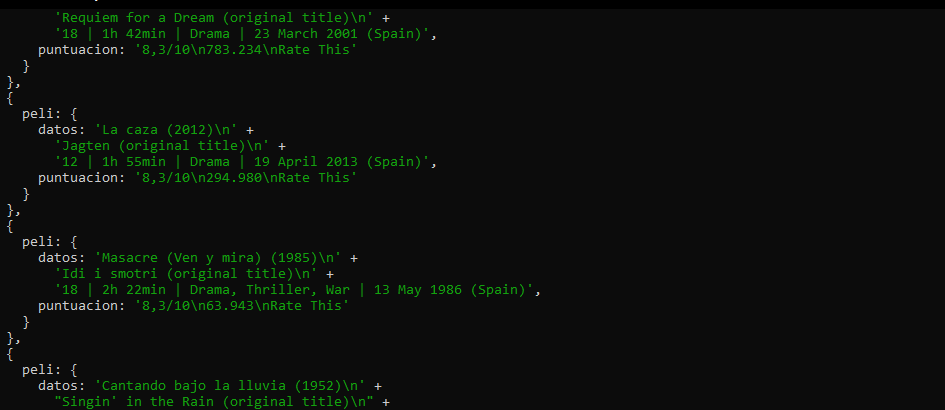 'Requiem for a Dream (original title)\n' +
'18 | 1h 42min | Drama | 23 March 2001 (Spain)',
puntuacion: '8,3/10\n783.234\nRate This'
}
},
{
peli: {
datos: 'La caza (2012)\n' +
'Jagten (original title)\n' +
'12 | 1h 55min | Drama | 19 April 2013 (Spain)',
puntuacion: '8,3/10\n294.980\nRate This'
}
},
{
peli: {
datos: 'Masacre (Ven y mira) (1985)\n' +
'Idi i smotri (original title)\n' +
'18 | 2h 22min | Drama, Thriller, War | 13 May 1986 (Spain)',
puntuacion: '8,3/10\n63.943\nRate This'
}
},
{
peli: {
datos: 'Cantando bajo la lluvia (1952)\n' +
"Singin' in the Rain (original title)\n" +